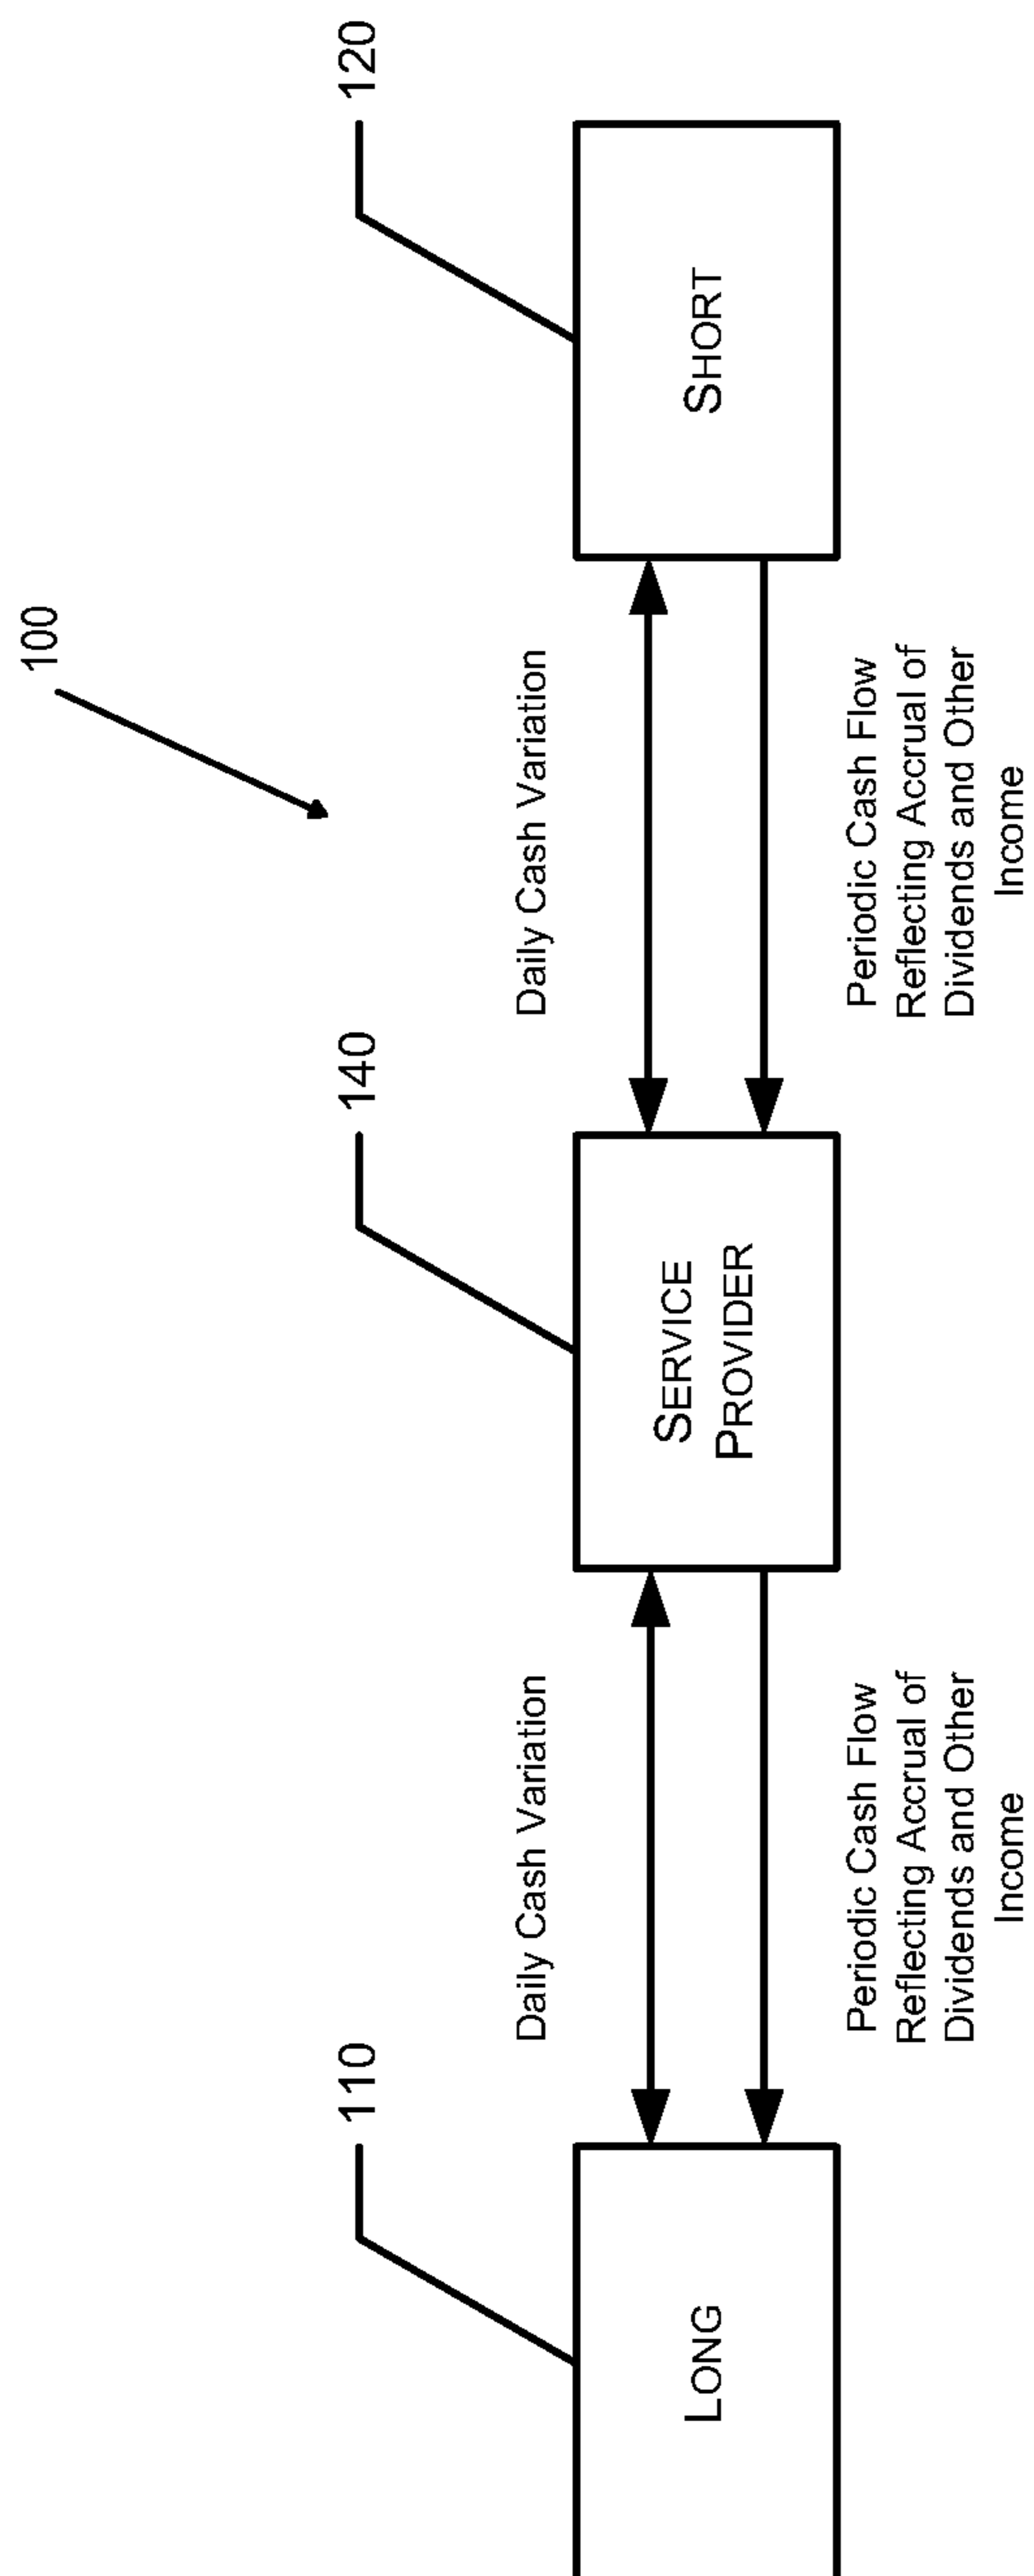 100
110
140
120
Daily Cash Variation
Daily Cash Variation
LONG
SERVICE
PROVIDER
SHORT
Periodic Cash Flow
Reflecting Accrual of
Dividends and Other
Income
Periodic Cash Flow
Reflecting Accrual of
Dividends and Other
Income